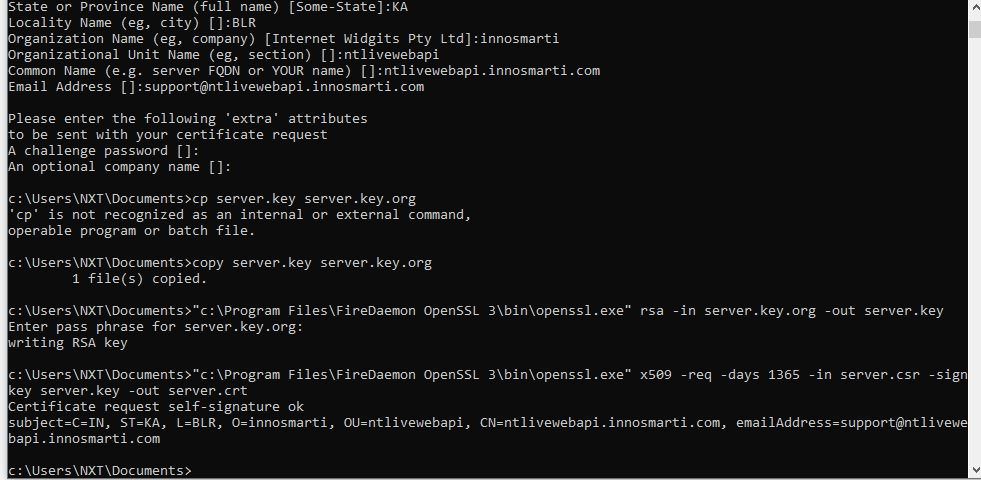 State or Province Name (full name) [Some-State]:KA
Locality Name (eg, city) []:BLR
Organization Name (eg, company) [Internet Widgits Pty Ltd]:innosmarti
Organizational Unit Name (eg, section) []:ntlivewebapi
Common Name (e.g. server FQDN or YOUR name) []:ntlivewebapi.innosmarti.com
Email Address []:support@ntlivewebapi.innosmarti.com
Please enter the following 'extra' attributes
to be sent with your certificate request
A challenge password []:
An optional company name []:
c:\Users\NXT\Documents>cp server.key server.key.org
'cp' is not recognized as an internal or external command,
operable program or batch file.
c:\Users\NXT\Documents>copy server.key server.key.org
1 file(s) copied.
c:\Users\NXT\Documents>"c:\Program Files\FireDaemon OpenSSL 3\bin\openssl.exe" rsa -in server.key.org -out server.key
Enter pass phrase for server.key.org:
writing RSA key
c:\Users\NXT\Documents>"c:\Program Files\FireDaemon OpenSSL 3\bin\openssl.exe" x509 -req -days 1365 -in server.csr -sign
key server.key -out server.crt
Certificate request self-signature ok
subject=C=IN, ST=KA, L=BLR, O=innosmarti, OU=ntlivewebapi, CN=ntlivewebapi.innosmarti.com, emailAddress=support@ntlivewe
bapi.innosmarti.com
c:\Users\NXT\Documents>